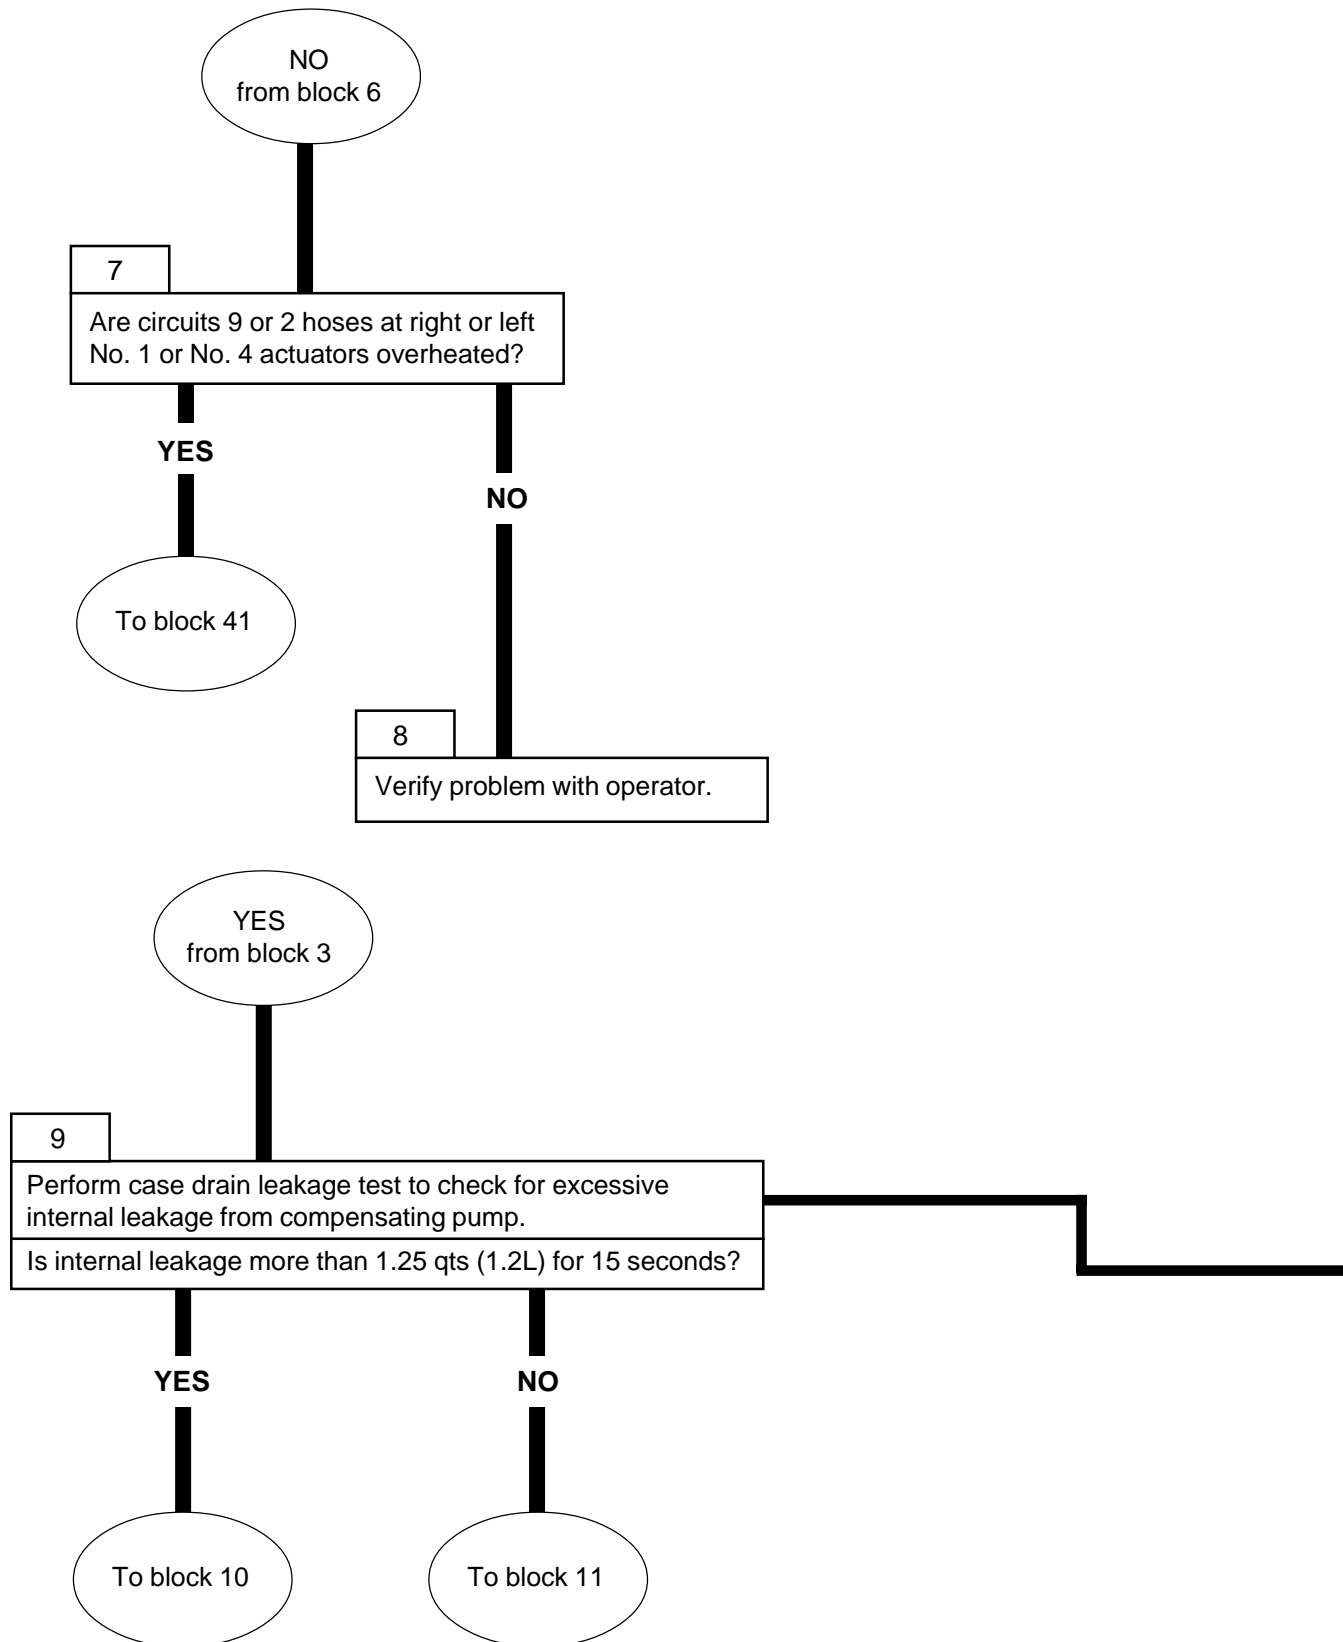 NO
from block 6
7
Are circuits 9 or 2 hoses at right or left
No. 1 or No. 4 actuators overheated?
YES
NO
To block 41
8
Verify problem with operator.
YES
from block 3
9
Perform case drain leakage test to check for excessive
internal leakage from compensating pump.
Is internal leakage more than 1.25 qts (1.2L) for 15 seconds?
YES
NO
To block 10
To block 11